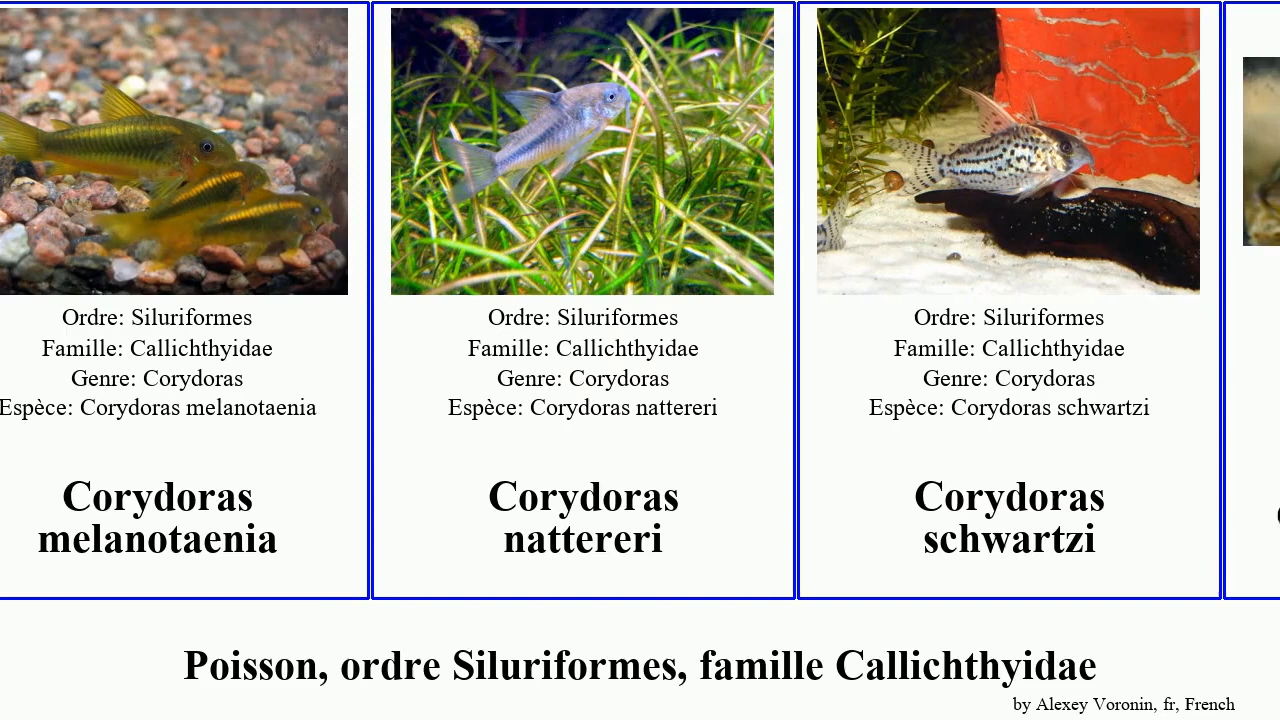 Ordre: Siluriformes
Famille: Callichthyidae
Genre: Corydoras
Espèce: Corydoras melanotaenia
Corydoras
melanotaenia
Ordre: Siluriformes
Famille: Callichthyidae
Genre: Corydoras
Espèce: Corydoras nattereri
Corydoras
nattereri
Ordre: Siluriformes
Famille: Callichthyidae
Genre: Corydoras
Espèce: Corydoras schwartzi
Corydoras
schwartzi
Poisson, ordre Siluriformes, famille Callichthyidae
by Alexey Voronin, fr, French